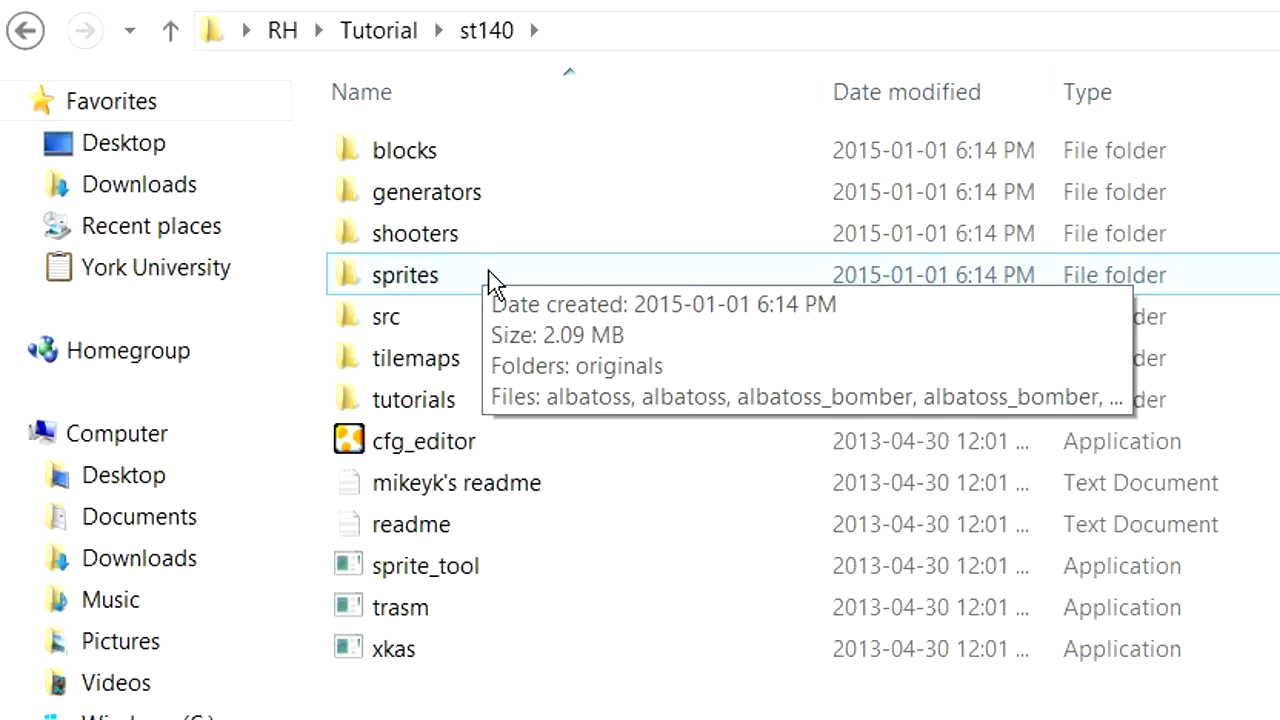 RH Tutorial st140
Name Date modified Type
Favorites
Desktop
Downloads
Recent places
York University
Homegroup
Computer
Desktop
Documents
Downloads
Music
Pictures
Videos
blocks 2015-01-01 6:14 PM File folder
generators 2015-01-01 6:14 PM File folder
shooters 2015-01-01 6:14 PM File folder
sprites 2015-01-01 6:14 PM File folder
Date created: 2015-01-01 6:14 PM
Size: 2.09 MB
Folders: originals
Files: albatoss, albatoss, albatoss_bomber, albatoss_bomber, ...
src der
tilemaps der
tutorials der
cfg_editor 2013-04-30 12:01 ... Application
mikeyk's readme 2013-04-30 12:01 ... Text Document
readme 2013-04-30 12:01 ... Text Document
sprite_tool 2013-04-30 12:01 ... Application
trasm 2013-04-30 12:01 ... Application
xkas 2013-04-30 12:01 ... Application